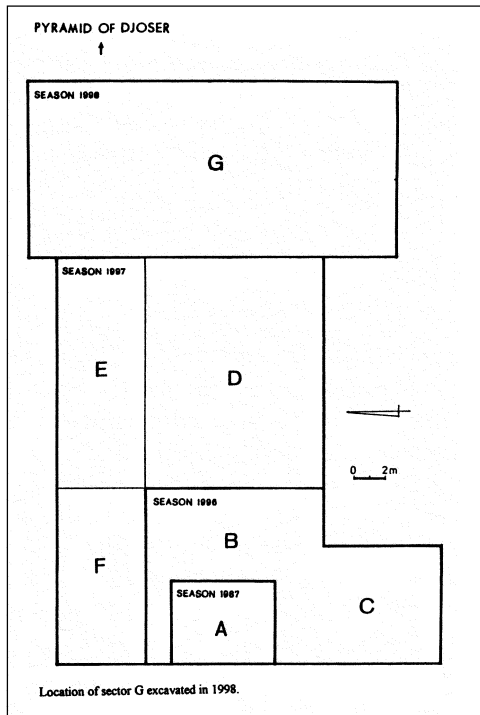 PYRAMID OF DJOSER
SEASON 1998
G
SEASON 1997
E
D
0 2m
SEASON 1996
B
F
C
SEASON 1987
A
Location of sector G excavated in 1998.